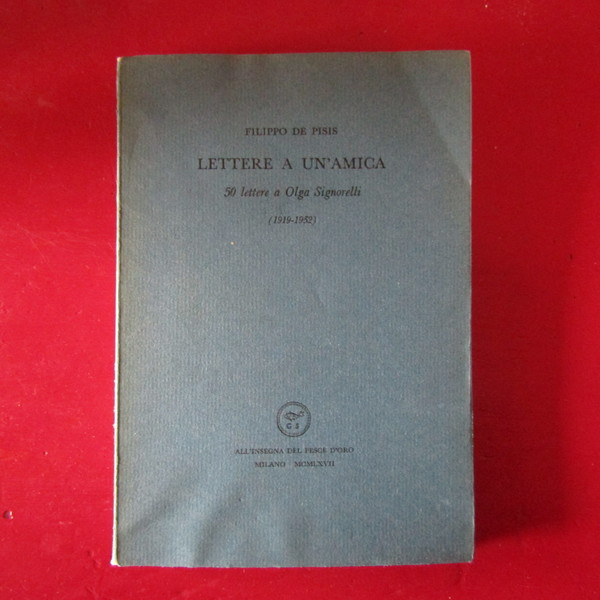 FILIPPO DE PISIS
LETTERE A UN'AMICA
50 lettere a Olga Signorelli
(1919-1952)
G S
ALL'INSEGNA DEL PESCE D'ORO
MILANO MCMLXVII